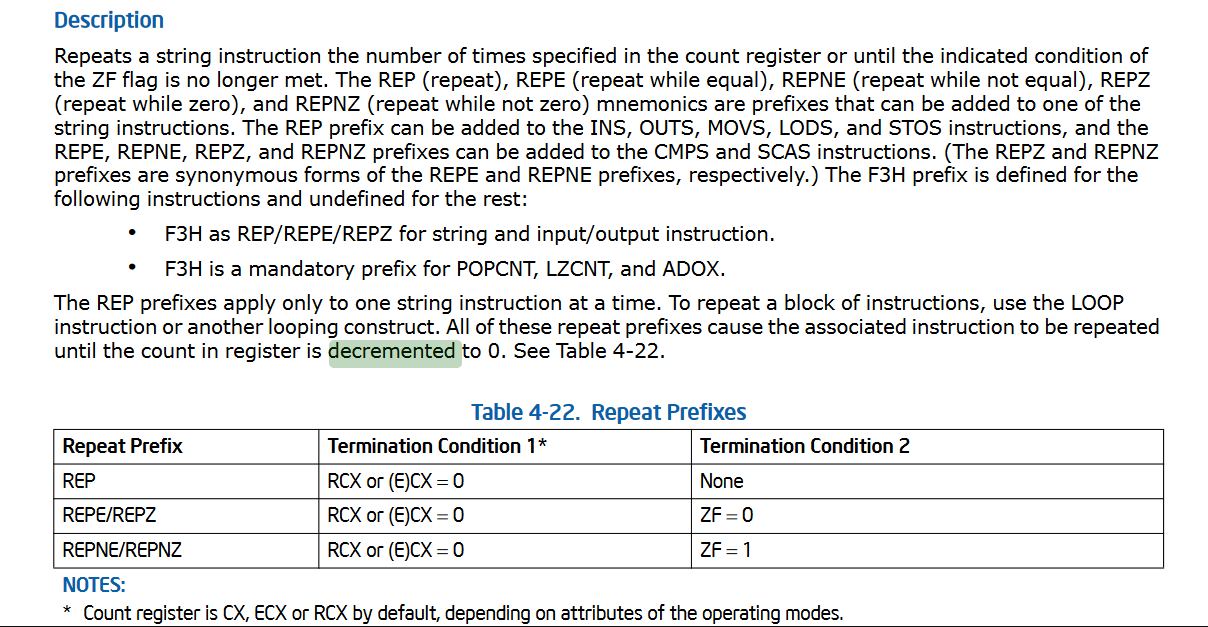 Description
Repeats a string instruction the number of times specified in the count register or until the indicated condition of
the ZF flag is no longer met. The REP (repeat), REPE (repeat while equal), REPNE (repeat while not equal), REPZ
(repeat while zero), and REPNZ (repeat while not zero) mnemonics are prefixes that can be added to one of the
string instructions. The REP prefix can be added to the INS, OUTS, MOVS, LODS, and STOS instructions, and the
REPE, REPNE, REPZ, and REPNZ prefixes can be added to the CMPS and SCAS instructions. (The REPZ and REPNZ
prefixes are synonymous forms of the REPE and REPNE prefixes, respectively.) The F3H prefix is defined for the
following instructions and undefined for the rest:
• F3H as REP/REPE/REPZ for string and input/output instruction.
• F3H is a mandatory prefix for POPCNT, LZCNT, and ADOX.
The REP prefixes apply only to one string instruction at a time. To repeat a block of instructions, use the LOOP
instruction or another looping construct. All of these repeat prefixes cause the associated instruction to be repeated
until the count in register is decremented to 0. See Table 4-22.
Table 4-22. Repeat Prefixes
Repeat Prefix Termination Condition 1* Termination Condition 2
REP RCX or (E)CX = 0 None
REPE/REPZ RCX or (E)CX = 0 ZF = 0
REPNE/REPNZ RCX or (E)CX = 0 ZF = 1
NOTES:
* Count register is CX, ECX or RCX by default, depending on attributes of the operating modes.